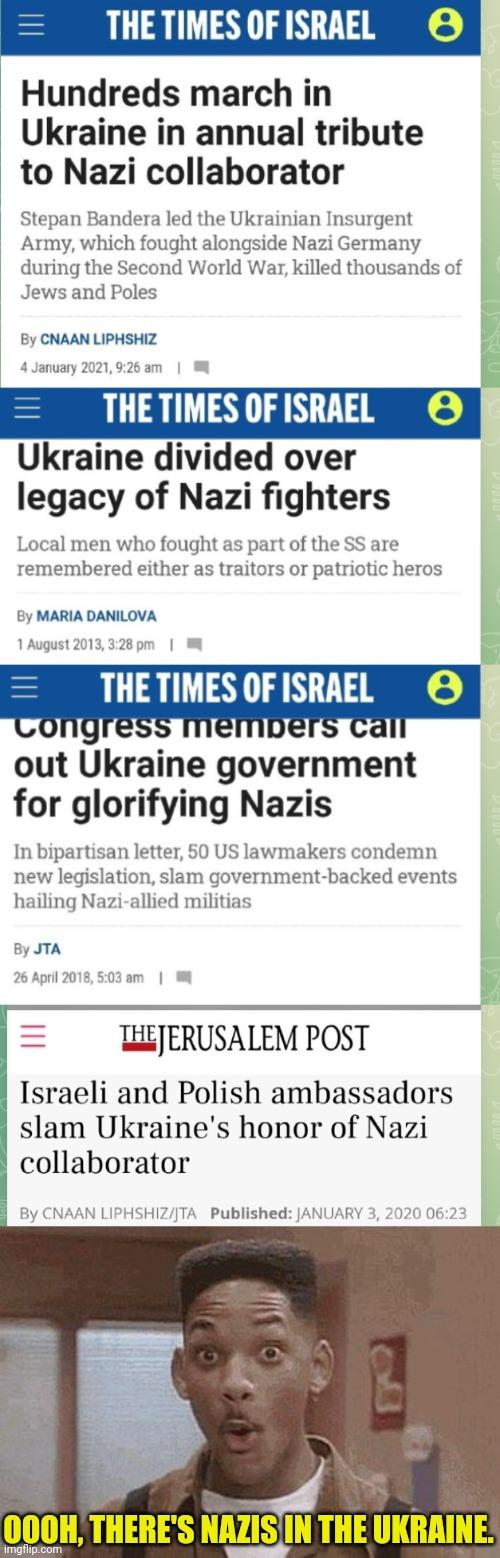 THE TIMES OF ISRAEL
Hundreds march in
Ukraine in annual tribute
to Nazi collaborator
Stepan Bandera led the Ukrainian Insurgent
Army, which fought alongside Nazi Germany
during the Second World War, killed thousands of
Jews and Poles
By CNAAN LIPHSHIZ
4 January 2021, 9:26 am |
THE TIMES OF ISRAEL
Ukraine divided over
legacy of Nazi fighters
Local men who fought as part of the SS are
remembered either as traitors or patriotic heros
By MARIA DANILOVA
1 August 2013, 3:28 pm |
THE TIMES OF ISRAEL
Congress members call
out Ukraine government
for glorifying Nazis
In bipartisan letter, 50 US lawmakers condemn
new legislation, slam government-backed events
hailing Nazi-allied militias
By JTA
26 April 2018, 5:03 am |
THE JERUSALEM POST
Israeli and Polish ambassadors
slam Ukraine's honor of Nazi
collaborator
By CNAAN LIPHSHIZ/JTA Published: JANUARY 3, 2020 06:23
OOOH, THERE'S NAZIS IN THE UKRAINE.
imgflip.com